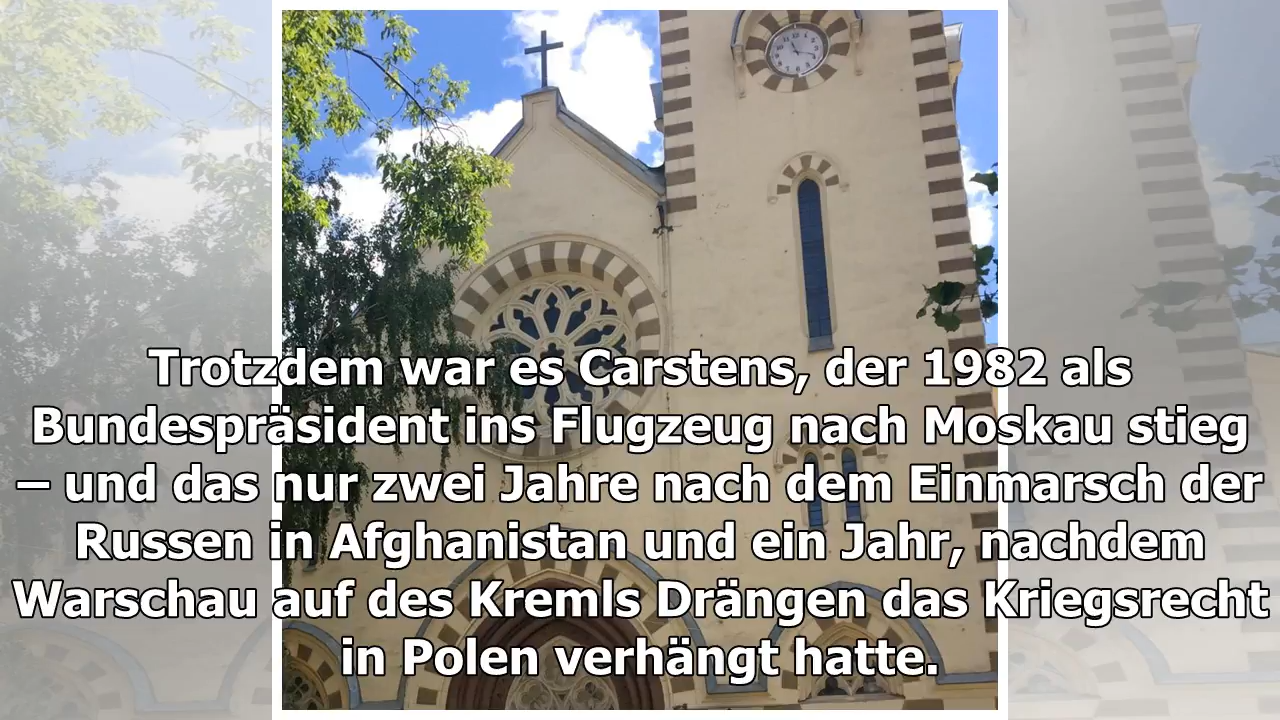 Trotzdem war es Carstens, der 1982 als
Bundespräsident ins Flugzeug nach Moskau stieg
– und das nur zwei Jahre nach dem Einmarsch der
Russen in Afghanistan und ein Jahr, nachdem
Warschau auf des Kremls Drängen das Kriegsrecht
in Polen verhängt hatte.